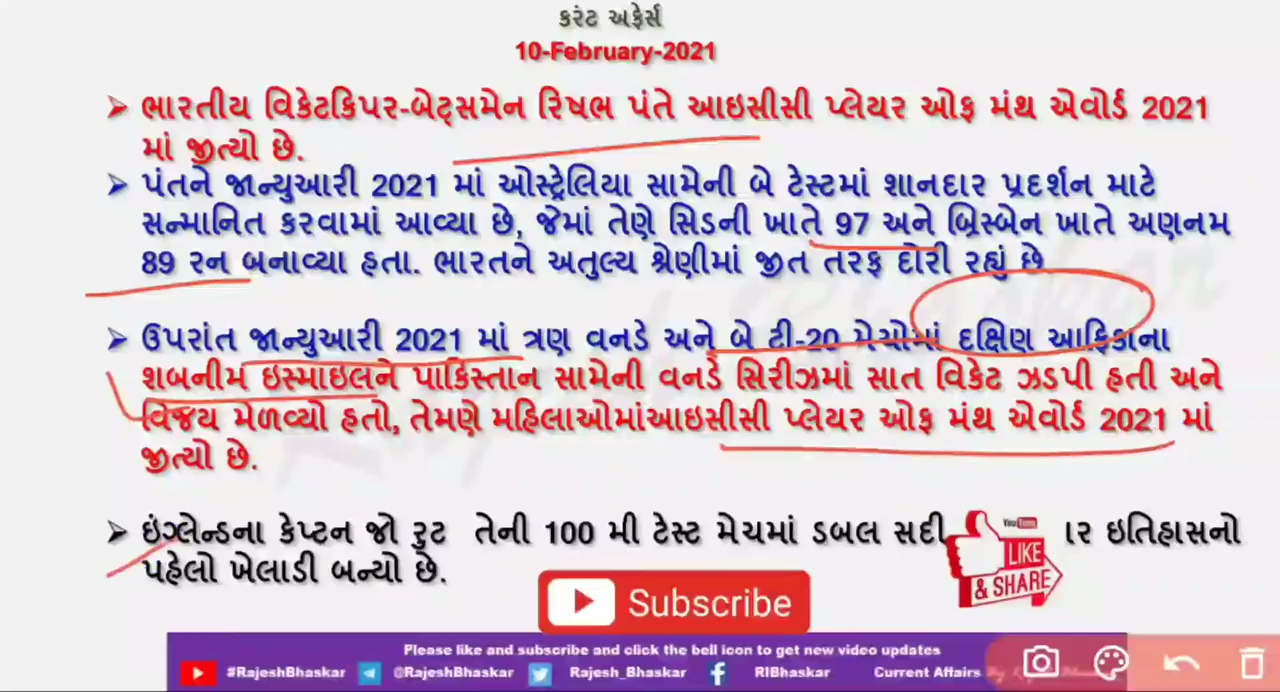 કરંટ અફેર્સ
10-February-2021
ભારતીય વિકેટકિપર-બેટ્સમેન રિષભ પંતે આઇસીસી પ્લેયર ઓફ મંથ એવોર્ડ 2021
માં જીત્યો છે.
પંતને જાન્યુઆરી 2021 માં ઓસ્ટ્રેલિયા સામેની બે ટેસ્ટમાં શાનદાર પ્રદર્શન માટે
સન્માનિત કરવામાં આવ્યા છે, જેમાં તેણે સિડની ખાતે 97 અને બ્રિસ્બેન ખાતે અણનમ
89 રન બનાવ્યા હતા. ભારતને અતુલ્ય શ્રેણીમાં જીત તરફ દોરી રહ્યું છે
ઉપરાંત જાન્યુઆરી 2021 માં ત્રણ વનડે અને બે ટી-20 મેચોમાં દક્ષિણ આફ્રિકાના
શબનીમ ઇસ્માઇલને પાકિસ્તાન સામેની વનડે સિરીઝમાં સાત વિકેટ ઝડપી હતી અને
વિજય મેળવ્યો હતો, તેમણે મહિલાઓમાંઆઇસીસી પ્લેયર ઓફ મંથ એવોર્ડ 2021 માં
જીત્યો છે.
ઇંગ્લેન્ડના કેપ્ટન જો રુટ તેની 100 મી ટેસ્ટ મેચમાં ડબલ સદી ાર ઇતિહાસનો
પહેલો ખેલાડી બન્યો છે.
YouTube
LIKE
& SHARE
Subscribe
Please like and subscribe and click the bell icon to get new video updates
#RajeshBhaskar @RajeshBhaskar Rajesh_Bhaskar RIBhaskar Current Affairs By